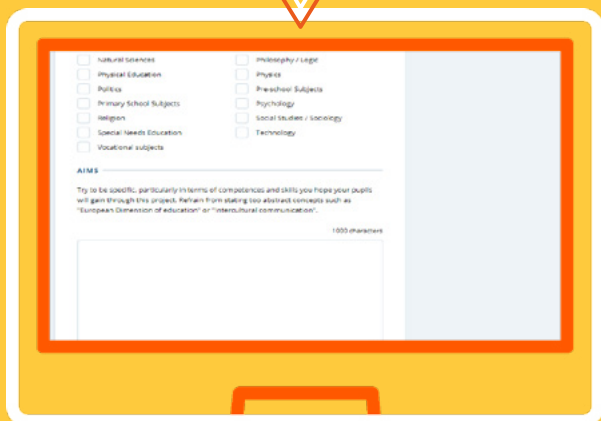 Natural Sciences
Philosophy / Logic
Physical Education
Physics
Politics
Pre-school Subjects
Primary School Subjects
Psychology
Religion
Social Studies / Sociology
Special Needs Education
Technology
Vocational subjects
AIMS
Try to be specific, particularly in terms of competences and skills you hope your pupils
will gain through this project. Refrain from stating too abstract concepts such as
"European Dimension of education" or "intercultural communication".
1000 characters